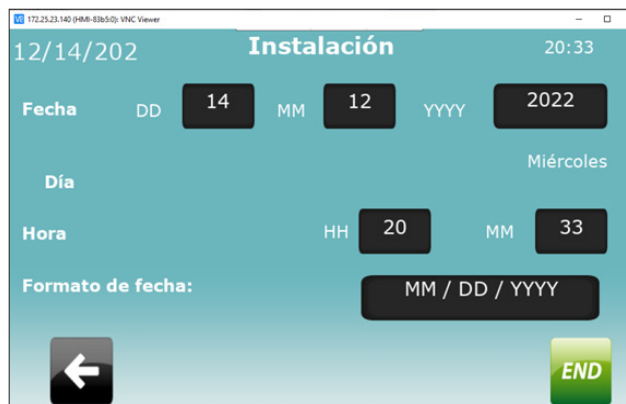 172.25.23.140 (HMI-83b5:0): VNC Viewer
12/14/202 Instalación 20:33
Fecha DD 14 MM 12 YYYY 2022
Miércoles
Día
Hora HH 20 MM 33
Formato de fecha: MM / DD / YYYY
END